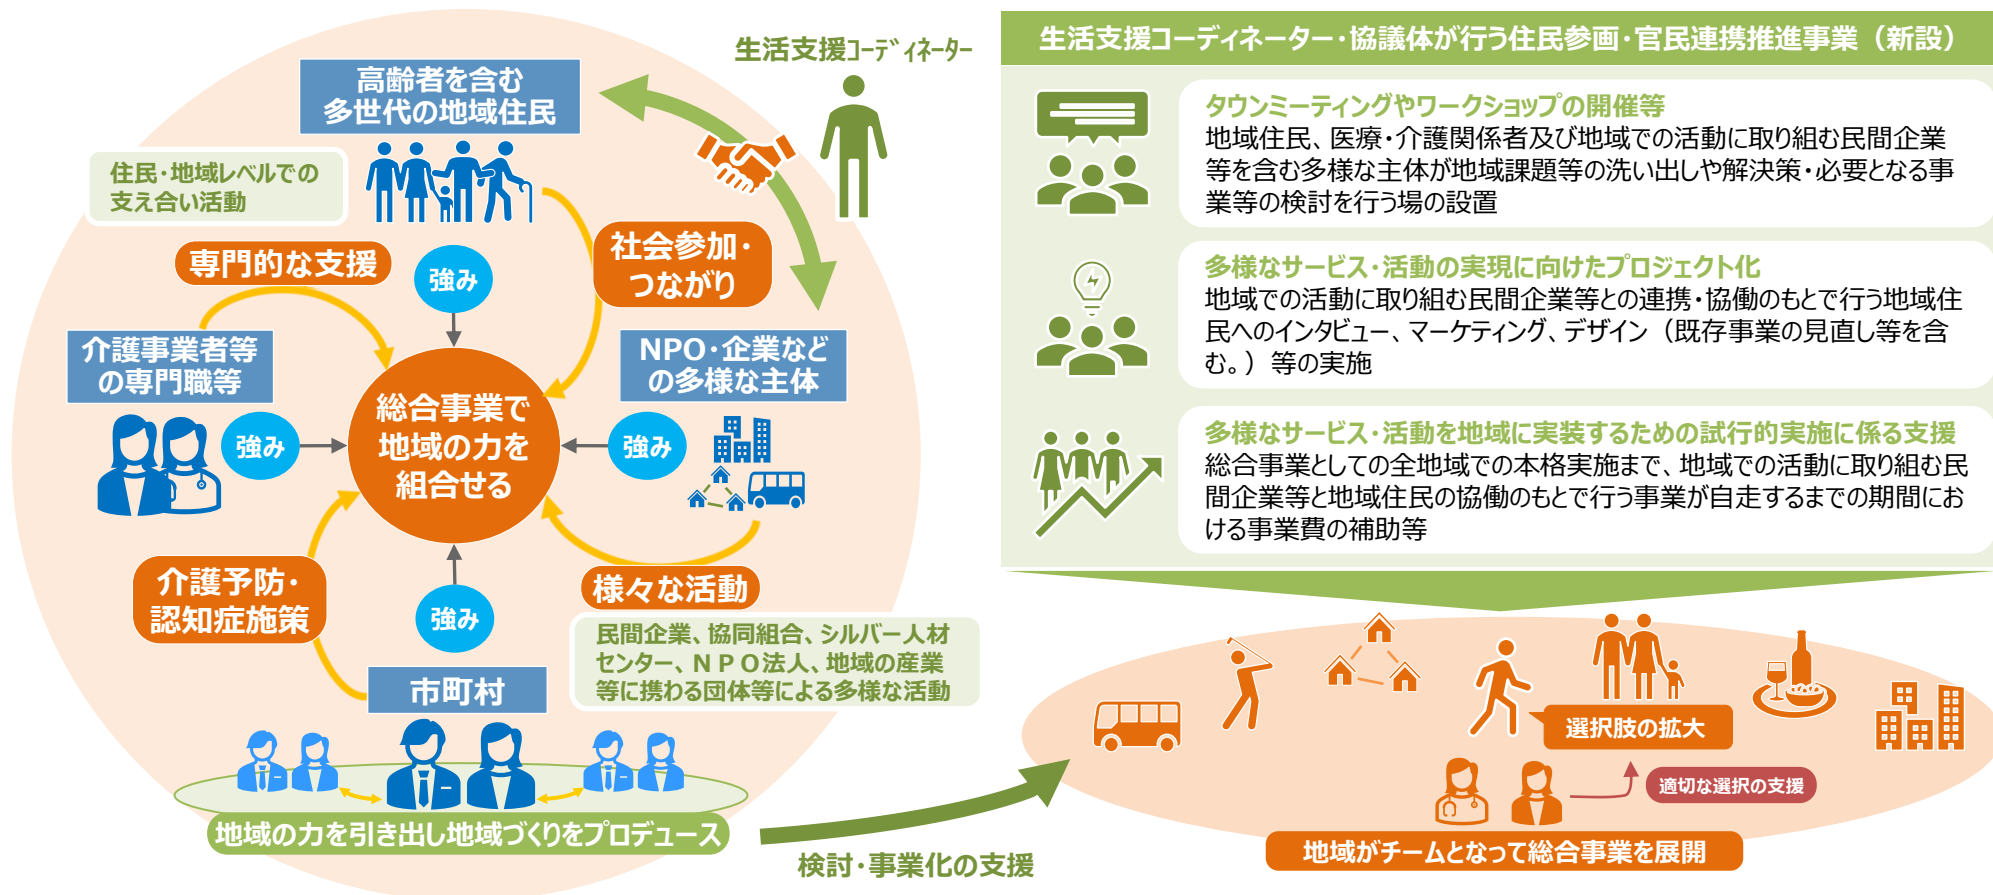 生活支援ｺｰﾃﾞｨﾈｰﾀｰ
高齢者を含む
多世代の地域住民
住民・地域レベルでの
支え合い活動
専門的な支援
強み
社会参加・
つながり
介護事業者等
の専門職等
NPO・企業など
の多様な主体
強み
総合事業で
地域の力を
組合せる
強み
介護予防・
認知症施策
強み
様々な活動
民間企業、協同組合、シルバー人材
センター、ＮＰＯ法人、地域の産業
等に携わる団体等による多様な活動
市町村
地域の力を引き出し地域づくりをプロデュース
検討・事業化の支援
生活支援コーディネーター・協議体が行う住民参画・官民連携推進事業（新設）
タウンミーティングやワークショップの開催等
地域住民、医療・介護関係者及び地域での活動に取り組む民間企業
等を含む多様な主体が地域課題等の洗い出しや解決策・必要となる事
業等の検討を行う場の設置
多様なサービス・活動の実現に向けたプロジェクト化
地域での活動に取り組む民間企業等との連携・協働のもとで行う地域住
民へのインタビュー、マーケティング、デザイン（既存事業の見直し等を含
む。）等の実施
多様なサービス・活動を地域に実装するための試行的実施に係る支援
総合事業としての全地域での本格実施まで、地域での活動に取り組む民
間企業等と地域住民の協働のもとで行う事業が自走するまでの期間にお
ける事業費の補助等
選択肢の拡大
適切な選択の支援
地域がチームとなって総合事業を展開